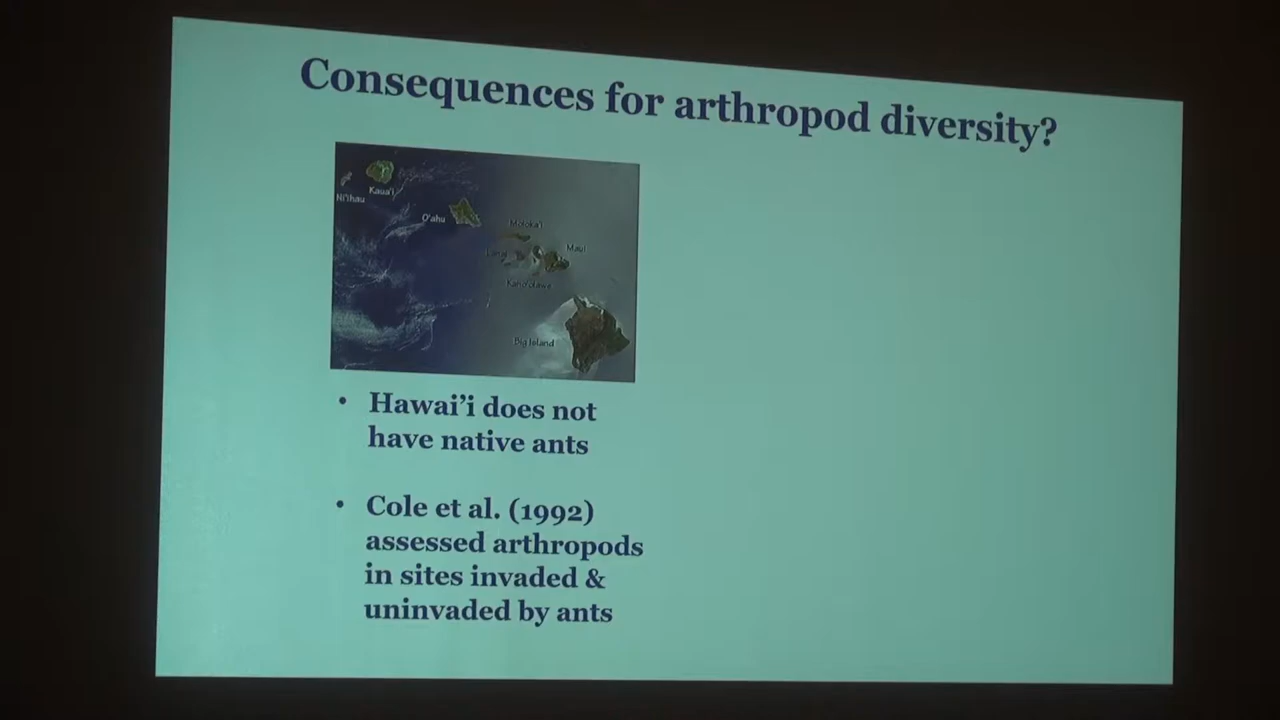 Consequences for arthropod diversity?
Kaua'i
Ni'ihau
O'ahu
Moloka'i
Lanai
Maui
Kaho'olawe
Big Island
• Hawai’i does not
have native ants
• Cole et al. (1992)
assessed arthropods
in sites invaded &
uninvaded by ants